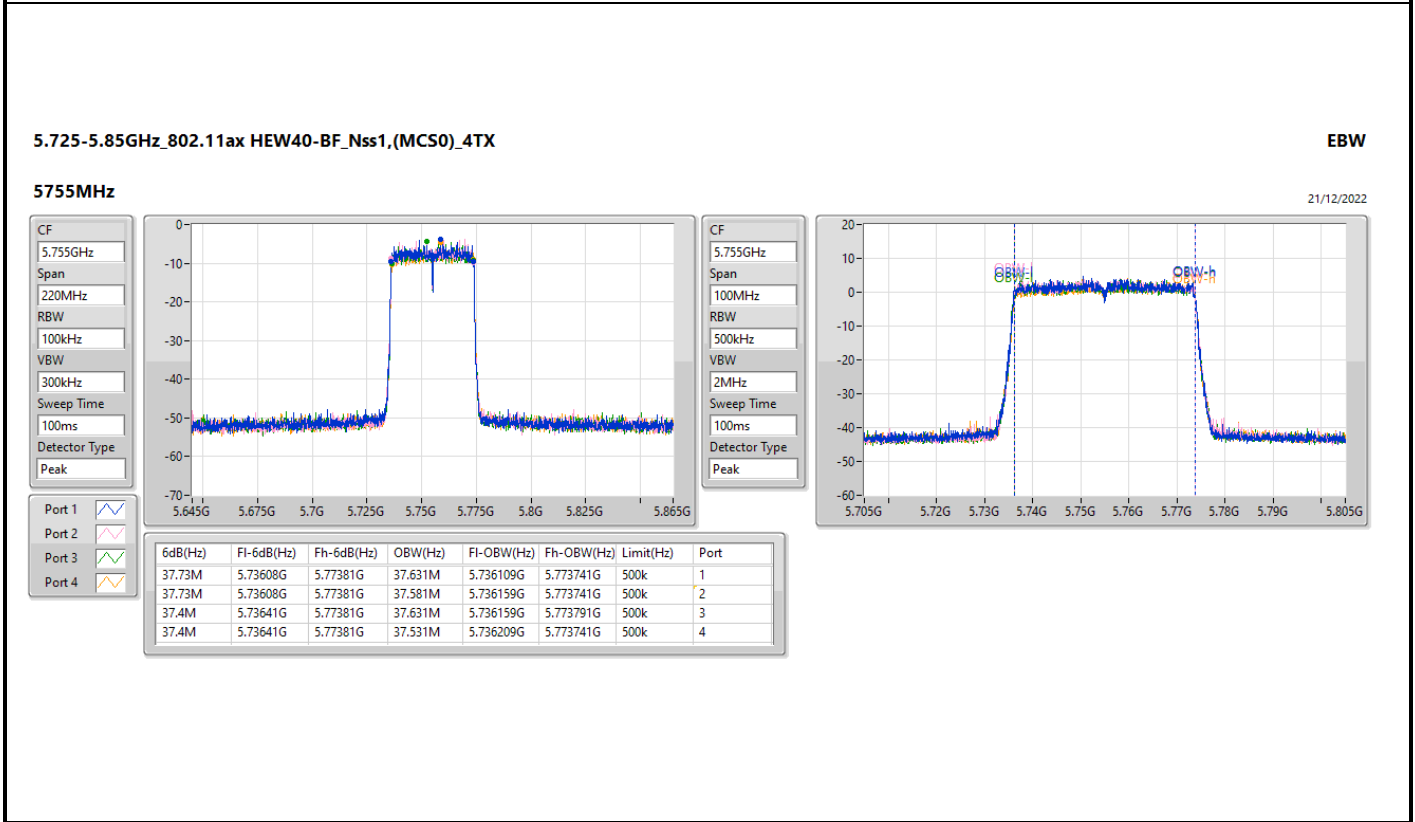 5.725-5.85GHz_802.11ax HEW40-BF_Nss1,(MCS0)_4TX
EBW
5755MHz
21/12/2022
CF
5.755GHz
Span
220MHz
RBW
100kHz
VBW
300kHz
Sweep Time
100ms
Detector Type
Peak
0
-10
-20
-30
-40
-50
-60
-70
5.645G 5.675G 5.7G 5.725G 5.75G 5.775G 5.8G 5.825G 5.865G
CF
5.755GHz
Span
100MHz
RBW
500kHz
VBW
2MHz
Sweep Time
100ms
Detector Type
Peak
20
10
0
-10
-20
-30
-40
-50
-60
OBW-l
OBW-h
5.705G 5.72G 5.73G 5.74G 5.75G 5.76G 5.77G 5.78G 5.79G 5.805G
Port 1
Port 2
Port 3
Port 4
6dB(Hz) Fl-6dB(Hz) Fh-6dB(Hz) OBW(Hz) Fl-OBW(Hz) Fh-OBW(Hz) Limit(Hz) Port
37.73M 5.73608G 5.77381G 37.631M 5.736109G 5.773741G 500k 1
37.73M 5.73608G 5.77381G 37.581M 5.736159G 5.773741G 500k 2
37.4M 5.73641G 5.77381G 37.631M 5.736159G 5.773791G 500k 3
37.4M 5.73641G 5.77381G 37.531M 5.736209G 5.773741G 500k 4